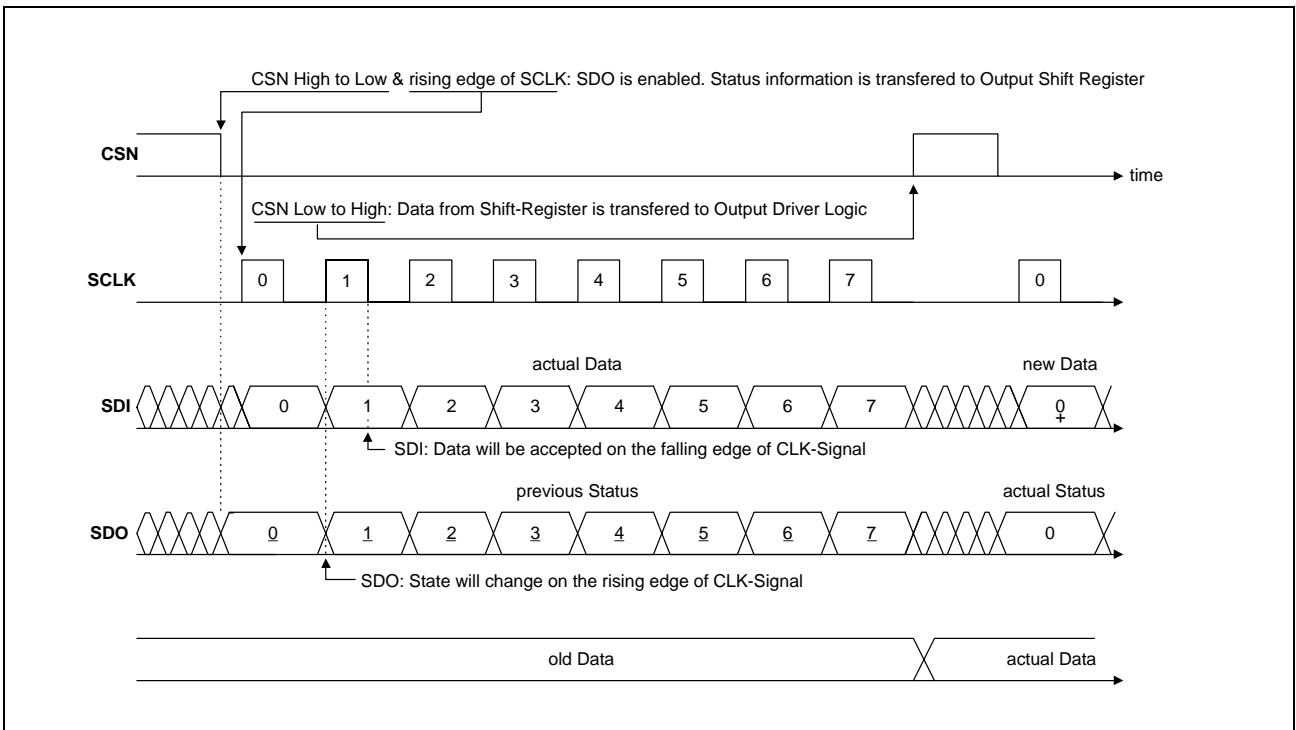 CSN High to Low & rising edge of SCLK: SDO is enabled. Status information is transfered to Output Shift Register
CSN
time
CSN Low to High: Data from Shift-Register is transfered to Output Driver Logic
SCLK
0 1 2 3 4 5 6 7 0
actual Data new Data
SDI 0 1 2 3 4 5 6 7 0
+
SDI: Data will be accepted on the falling edge of CLK-Signal
previous Status actual Status
SDO 0 1 2 3 4 5 6 7 0
SDO: State will change on the rising edge of CLK-Signal
old Data actual Data